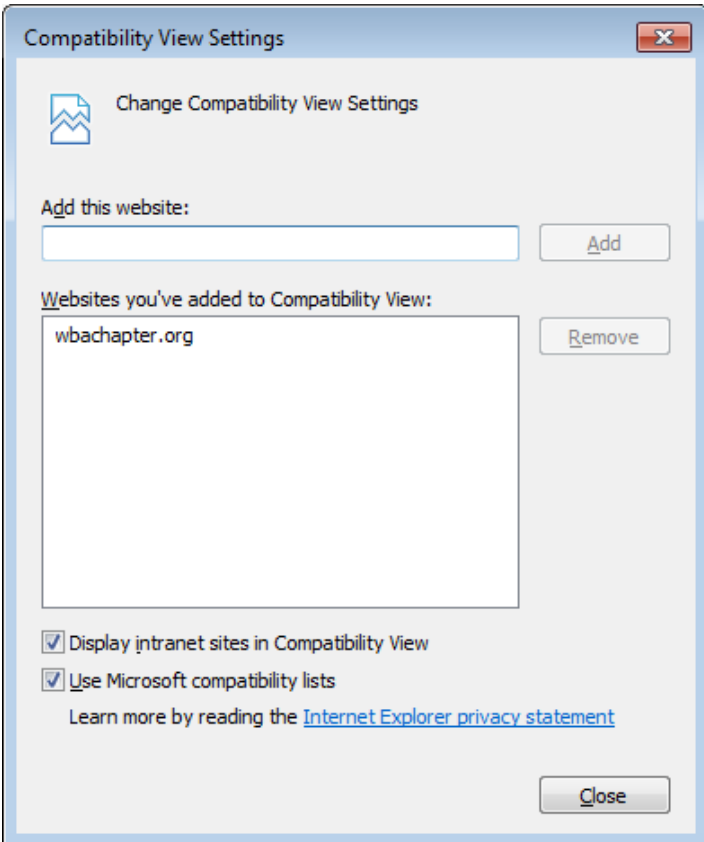 Compatibility View Settings
Change Compatibility View Settings
Add this website:
Add
Websites you've added to Compatibility View:
wbachapter.org
Remove
Display intranet sites in Compatibility View
Use Microsoft compatibility lists
Learn more by reading the Internet Explorer privacy statement
Close